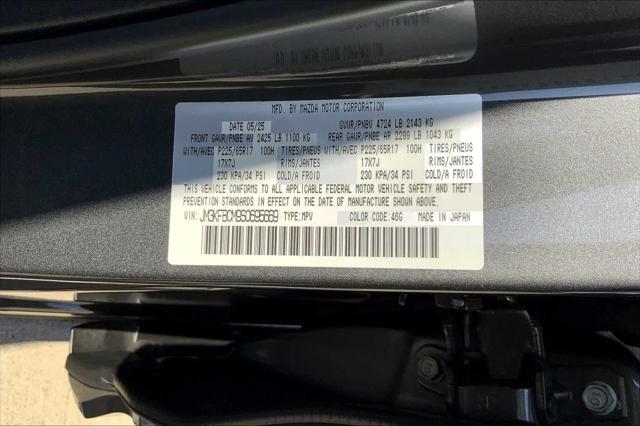 MFD. BY MAZDA MOTOR CORPORATION
DATE 05/25 GVWR/PNBV 4724 LB 2143 KG
FRONT GAWR/PNBE AV 2425 LB 1100 KG REAR GAWR/PNBE AR 2299 LB 1043 KG
WITH/AVEC P225/65R17 100H TIRES/PNEUS WITH/AVEC P225/65R17 100H TIRES/PNEUS
17X7J RIMS/JANTES 17X7J RIMS/JANTES
230 KPA/34 PSI COLD/A FROID 230 KPA/34 PSI COLD/A FROID
THIS VEHICLE CONFORMS TO ALL APPLICABLE FEDERAL MOTOR VEHICLE SAFETY AND THEFT
PREVENTION STANDARDS IN EFFECT ON THE DATE OF MANUFACTURE SHOWN ABOVE.
VIN: JM3KFBCM9S0695669 TYPE:MPV COLOR CODE:46G MADE IN JAPAN